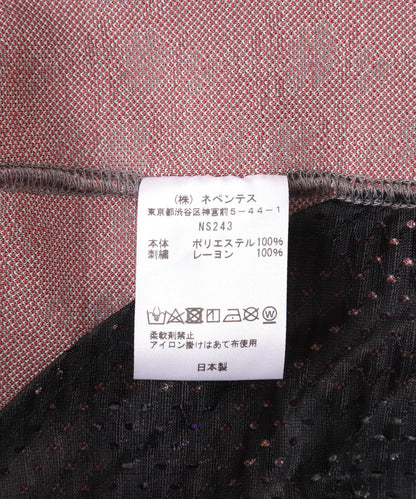 (株) ネペンテス
東京都渋谷区神宮前5-44-1
NS243
本体 ポリエステル100%
刺繍 レーヨン 100%
柔軟剤禁止
アイロン掛けはあて布使用
日本製